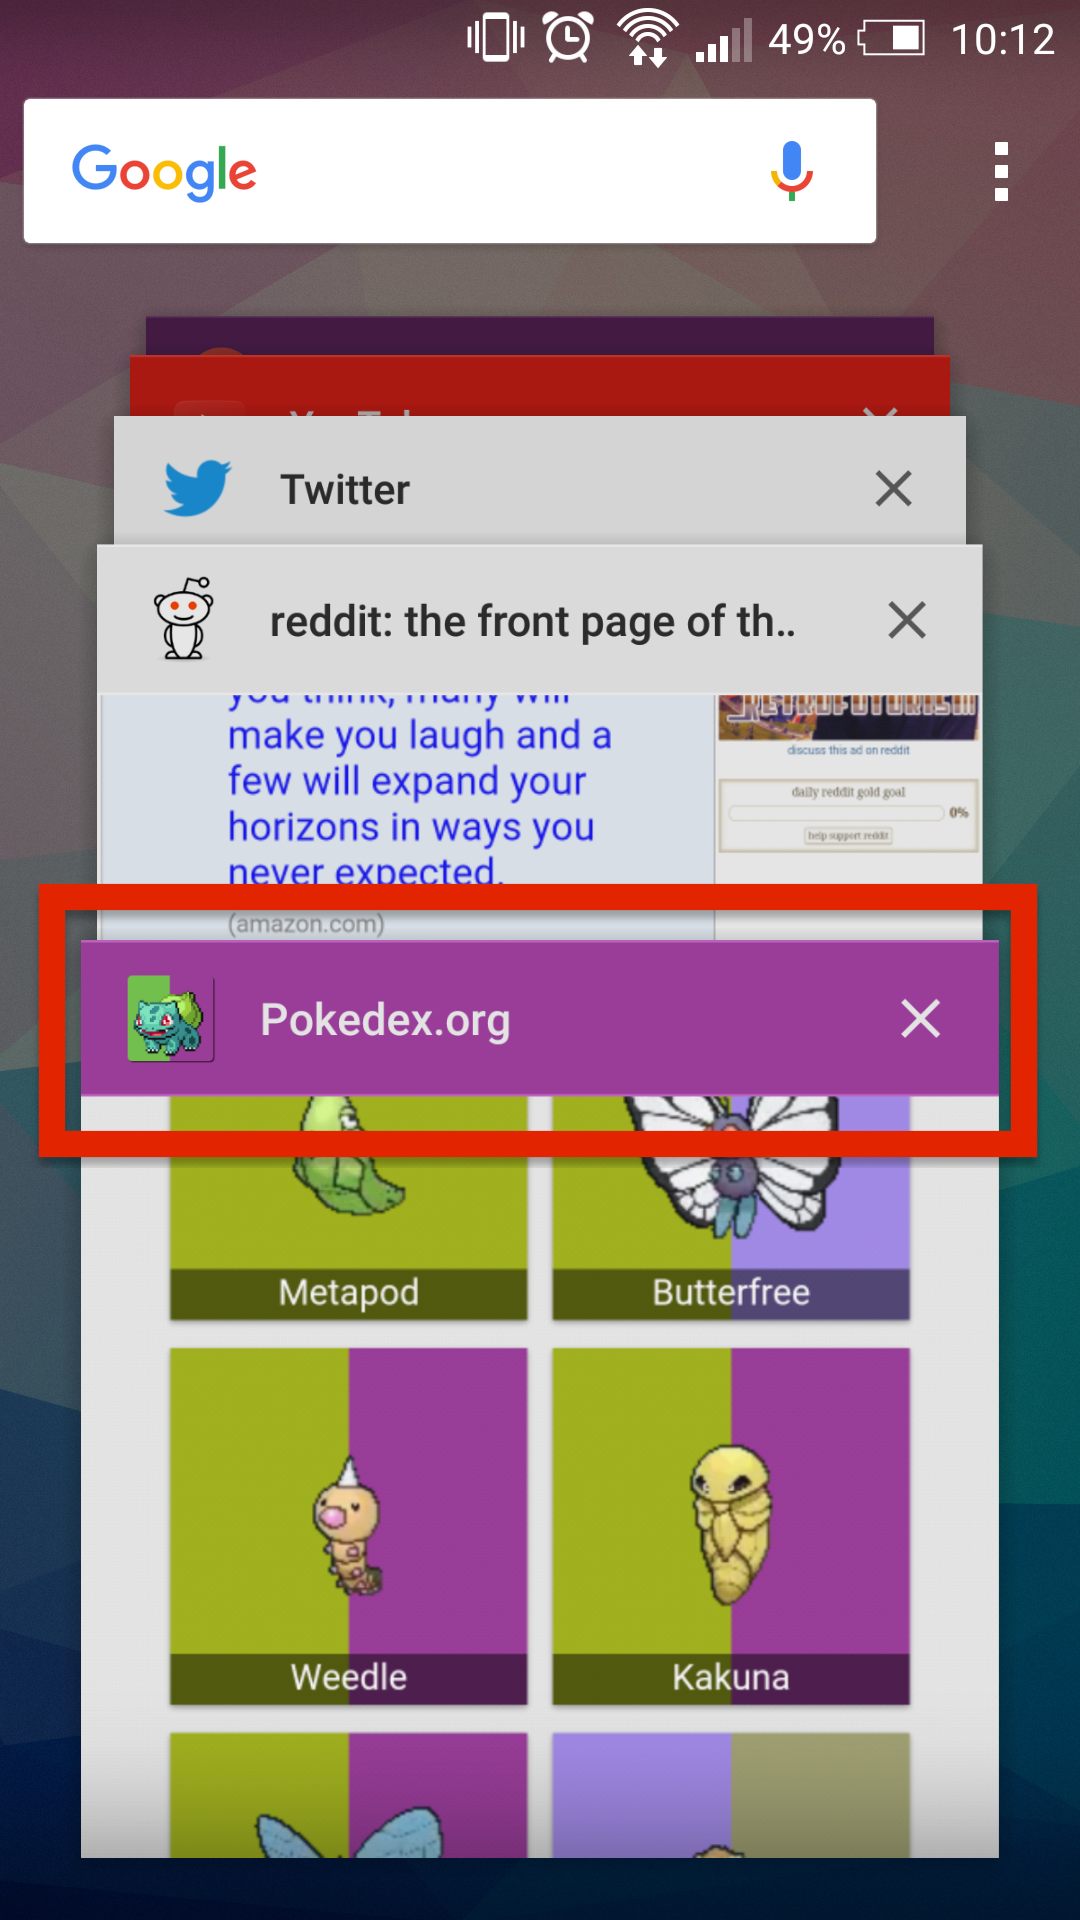 49% 10:12
Google
Twitter
reddit: the front page of th..
make you laugh and a
few will expand your
horizons in ways you
never expected.
(amazon.com)
RETROFUTURISM
discuss this ad on reddit
daily reddit gold goal
0%
help support reddit
Pokedex.org
Metapod
Butterfree
Weedle
Kakuna